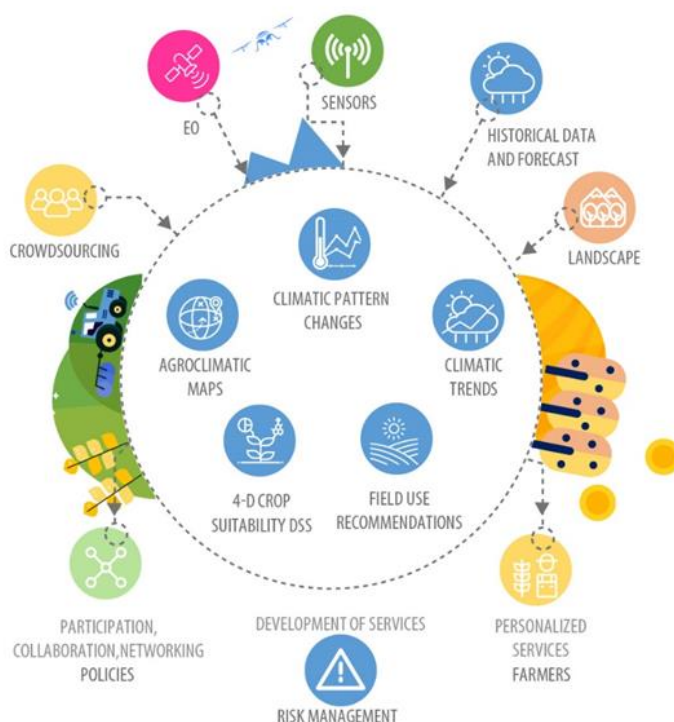 EO
SENSORS
HISTORICAL DATA
AND FORECAST
CROWDSOURCING
LANDSCAPE
CLIMATIC PATTERN
CHANGES
AGROCLIMATIC
MAPS
CLIMATIC
TRENDS
4-D CROP
SUITABILITY DSS
FIELD USE
RECOMMENDATIONS
PARTICIPATION,
COLLABORATION,NETWORKING
POLICIES
DEVELOPMENT OF SERVICES
RISK MANAGEMENT
PERSONALIZED
SERVICES
FARMERS